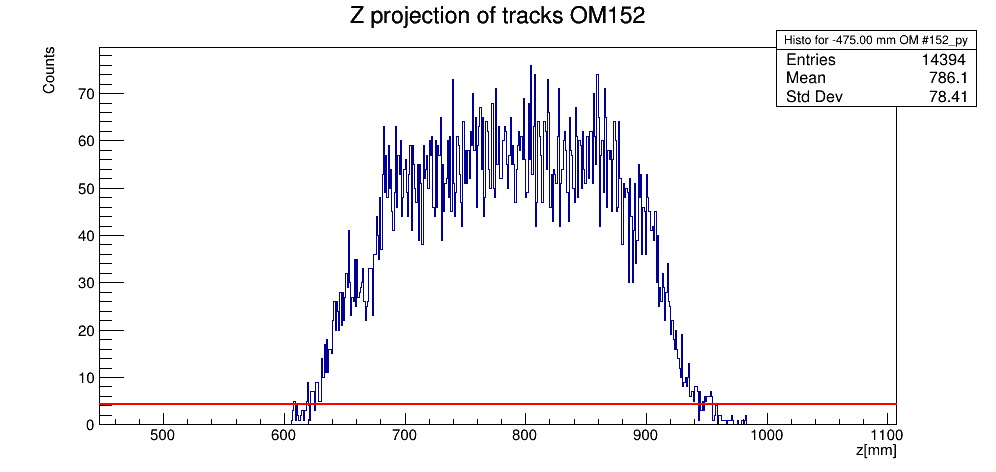 Z projection of tracks OM152
Histo for -475.00 mm OM #152_py
Entries 14394
Mean 786.1
Std Dev 78.41
Counts
70
60
50
40
30
20
10
0
500 600 700 800 900 1000 1100
z[mm]